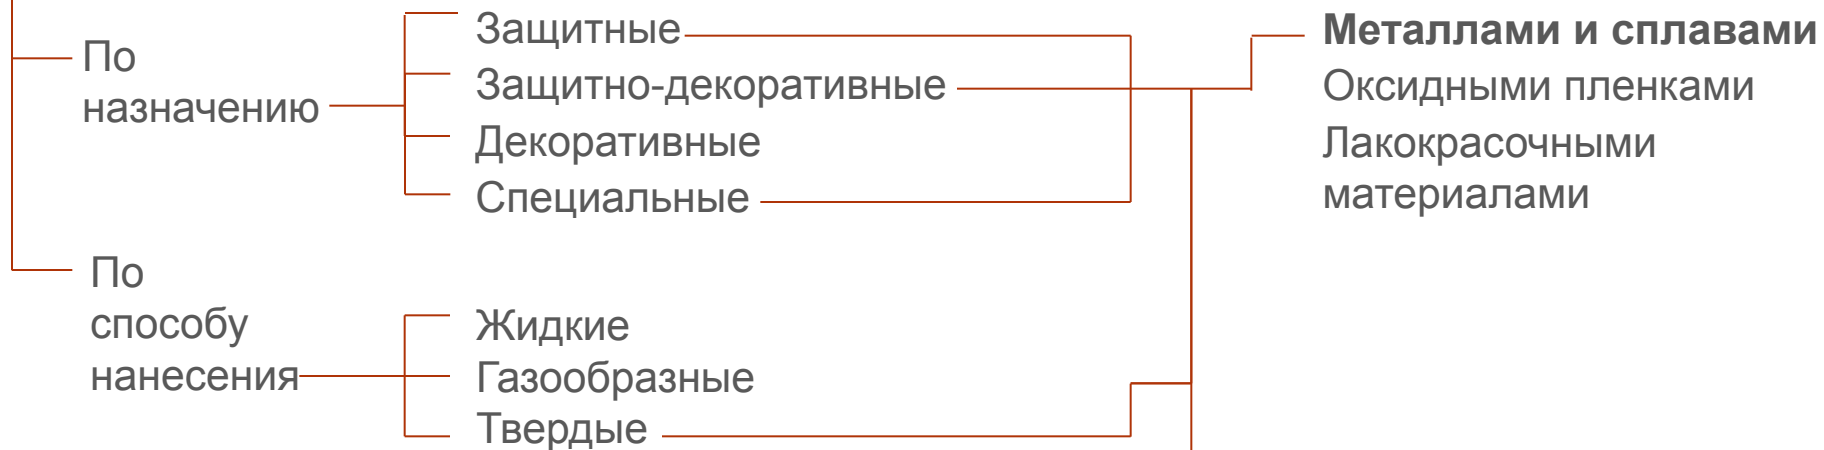 По
назначению
Защитные
Защитно-декоративные
Декоративные
Специальные
Металлами и сплавами
Оксидными пленками
Лакокрасочными
материалами
По
способу
нанесения
Жидкие
Газообразные
Твердые